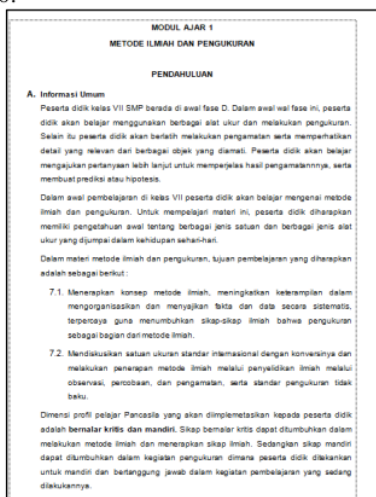 MODUL AJAR 1
METODE ILMIAH DAN PENGUKURAN
PENDAHULUAN
A. Informasi Umum
Peserta didik kelas VII SMP berada di awal fase D. Dalam awal wal fase ini, peserta
didik akan belajar menggunakan berbagai alat ukur dan melakukan pengukuran.
Selain itu peserta didik akan berlatih melakukan pengamatan serta memperhatikan
detail yang relevan dari berbagai objek yang diamati. Peserta didik akan belajar
mengajukan pertanyaan lebih lanjut untuk memperjelas hasil pengamatannnya, serta
membuat prediksi atau hipotesis.
Dalam awal pembelajaran di kelas VII peserta didik akan belajar mengenai metode
ilmiah dan pengukuran. Untuk mempelajari materi ini, peserta didik diharapkan
memiliki pengetahuan awal tentang berbagai jenis satuan dan berbagai jenis alat
ukur yang dijumpai dalam kehidupan sehari-hari.
Dalam materi metode ilmiah dan pengukuran, tujuan pembelajaran yang diharapkan
adalah sebagai berikut :
7.1. Menerapkan konsep metode ilmiah, meningkatkan keterampilan dalam
mengorganisasikan dan menyajikan fakta dan data secara sistematis,
terpercaya guna menumbuhkan sikap-sikap ilmiah bahwa pengukuran
sebagai bagian dari metode ilmiah.
7.2. Mendiskusikan satuan ukuran standar internasional dengan konversinya dan
melakukan penerapan metode ilmiah melalui penyelidikan ilmiah melalui
observasi, percobaan, dan pengamatan, serta standar pengukuran tidak
baku.
Dimensi profil pelajar Pancasila yang akan diimplemetasikan kepada peserta didik
adalah bernalar kritis dan mandiri. Sikap bernalar kritis dapat ditumbuhkan dalam
melakukan metode ilmiah dan menerapkan sikap ilmiah. Sedangkan sikap mandiri
dapat ditumbuhkan dalam kegiatan pengukuran dimana peserta didik ditekankan
untuk mandiri dan bertanggung jawab dalam kegiatan pembelajaran yang sedang
dilakukannya.